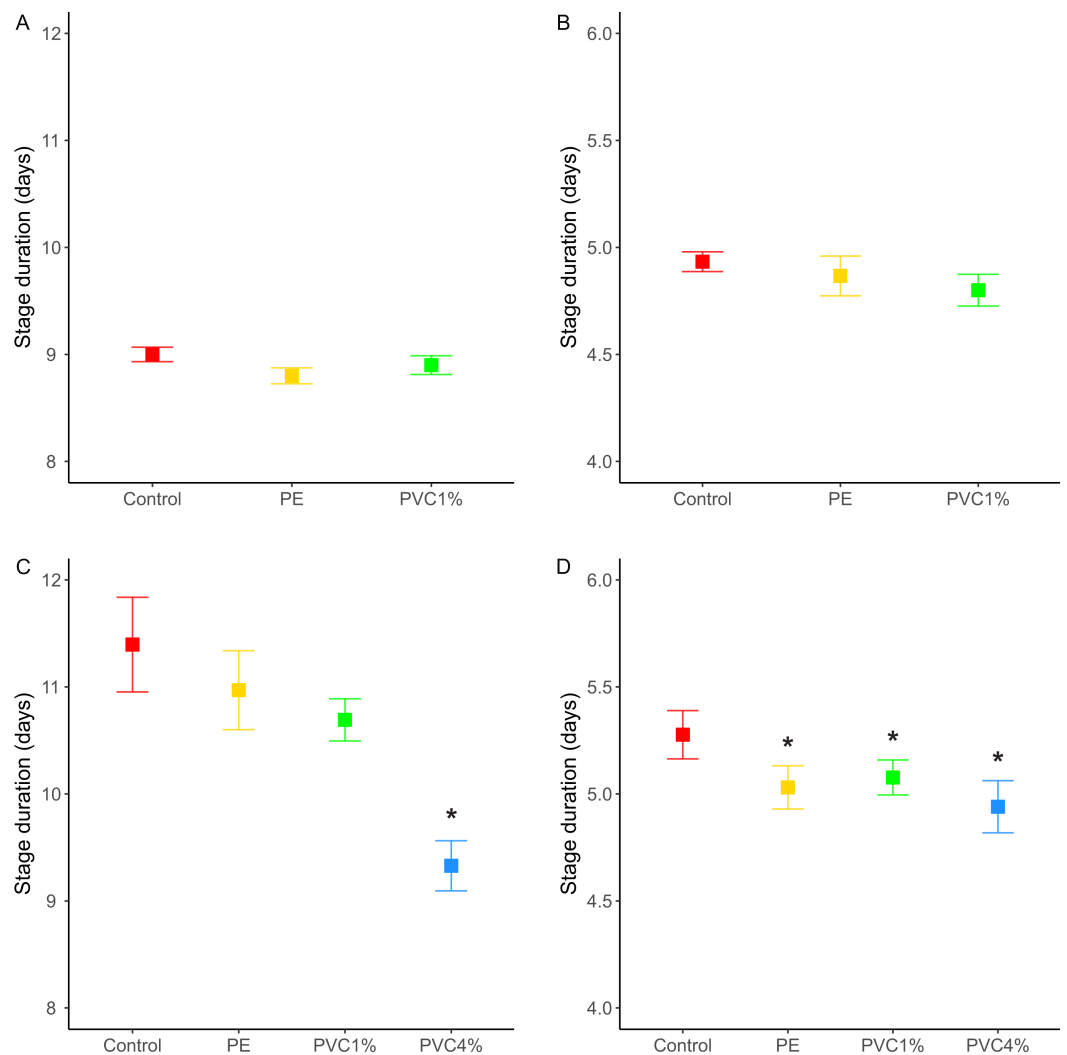 A
Stage duration (days)
12
11
10
9
8
Control PE PVC1%
B
Stage duration (days)
6.0
5.5
5.0
4.5
4.0
Control PE PVC1%
C
Stage duration (days)
12
11
10
9
8
*
Control PE PVC1% PVC4%
D
Stage duration (days)
6.0
5.5
5.0
4.5
4.0
* * *
Control PE PVC1% PVC4%